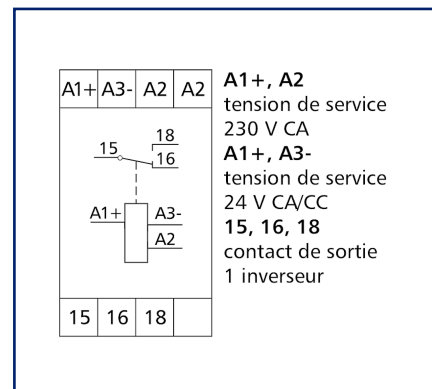 A1+ A3- A2 A2
18
15
16
A1+ A3-
A2
15 16 18
A1+, A2
tension de service
230 V CA
A1+, A3-
tension de service
24 V CA/CC
15, 16, 18
contact de sortie
1 inverseur